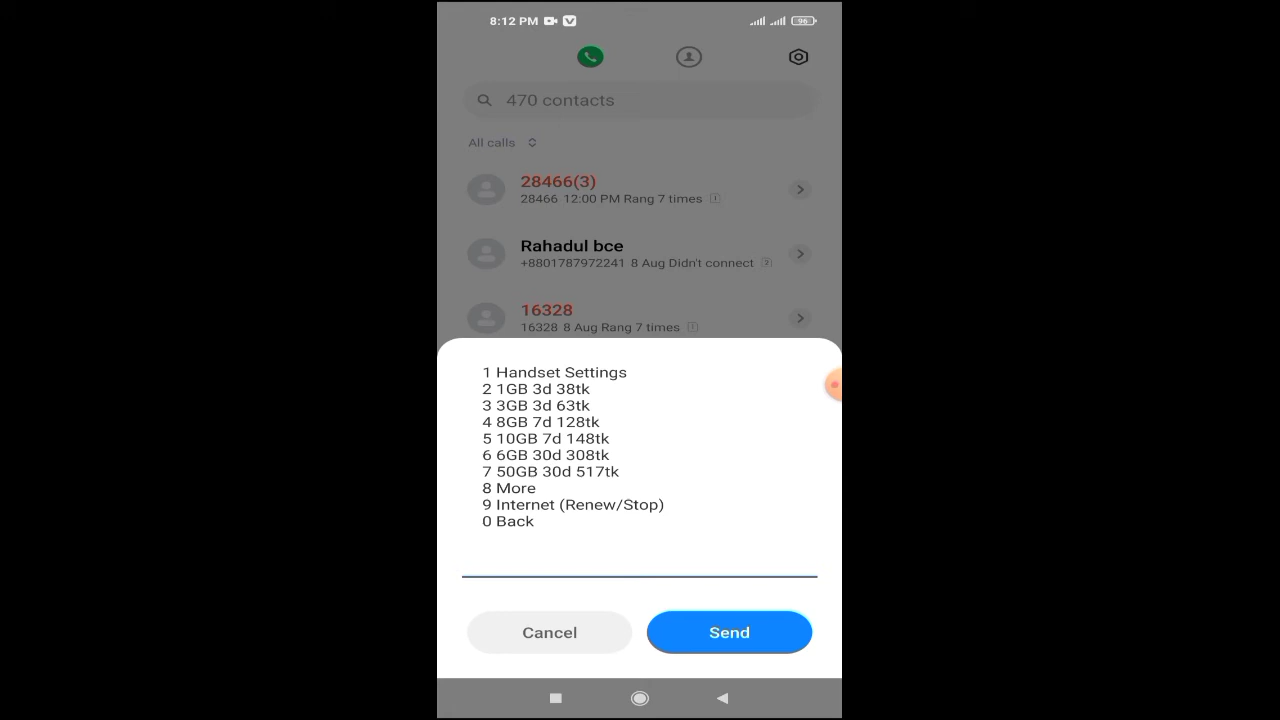 8:12 PM
96
470 contacts
All calls
28466(3)
28466 12:00 PM Rang 7 times
Rahadul bce
+8801787972241 8 Aug Didn't connect
16328
16328 8 Aug Rang 7 times
1 Handset Settings
2 1GB 3d 38tk
3 3GB 3d 63tk
4 8GB 7d 128tk
5 10GB 7d 148tk
6 6GB 30d 308tk
7 50GB 30d 517tk
8 More
9 Internet (Renew/Stop)
0 Back
Cancel Send